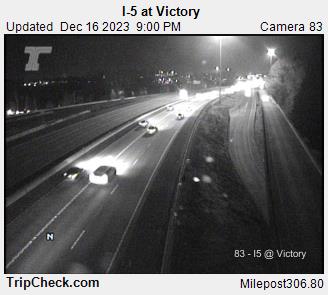 I-5 at Victory
Updated Dec 16 2023 9:00 PM Camera 83
N
83 - I5 @ Victory
TripCheck.com Milepost306.80